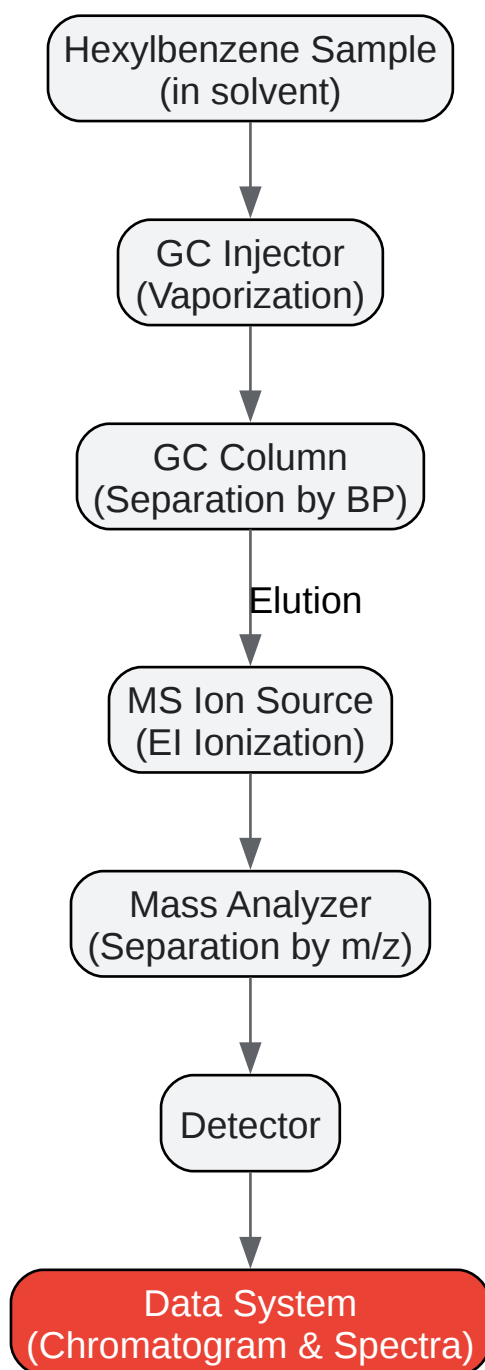 Hexylbenzene Sample
(in solvent)
GC Injector
(Vaporization)
GC Column
(Separation by BP)
Elution
MS Ion Source
(EI Ionization)
Mass Analyzer
(Separation by m/z)
Detector
Data System
(Chromatogram & Spectra)